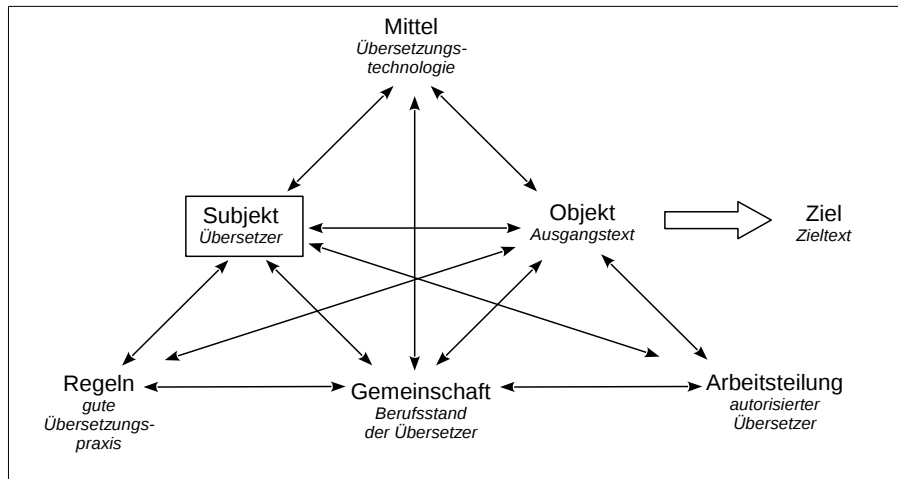 Mittel
Übersetzungs-
technologie
Subjekt
Übersetzer
Objekt
Ausgangstext
Ziel
Zieltext
Regeln
gute
Übersetzungs-
praxis
Gemeinschaft
Berufsstand
der Übersetzer
Arbeitsteilung
autorisierter
Übersetzer